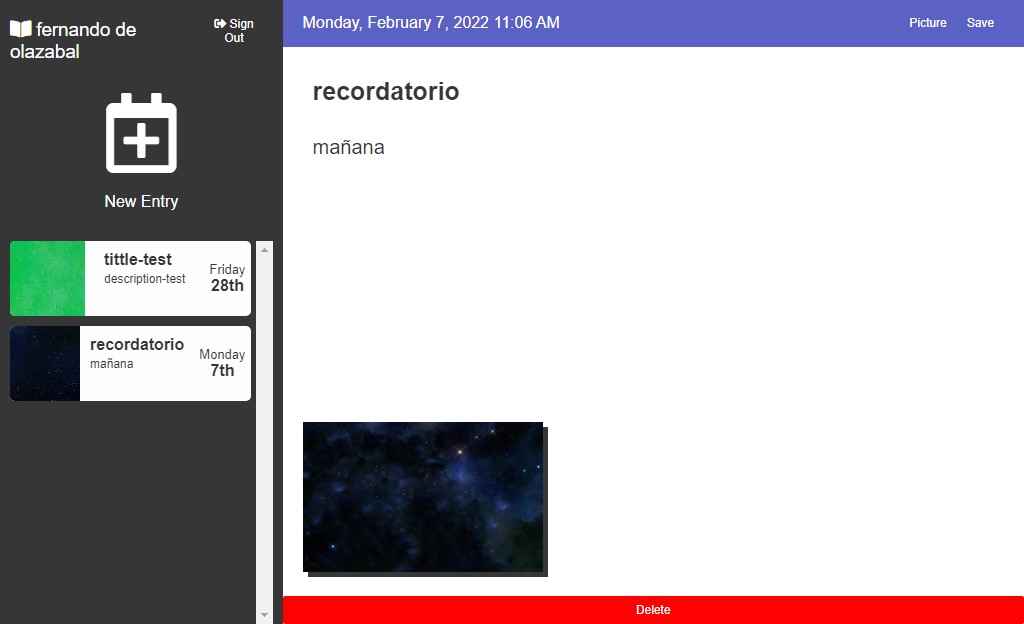 fernando de
olazabal
Sign
Out
New Entry
tittle-test
description-test
Friday
28th
recordatorio
mañana
Monday
7th
Monday, February 7, 2022 11:06 AM
Picture
Save
recordatorio
mañana
Delete